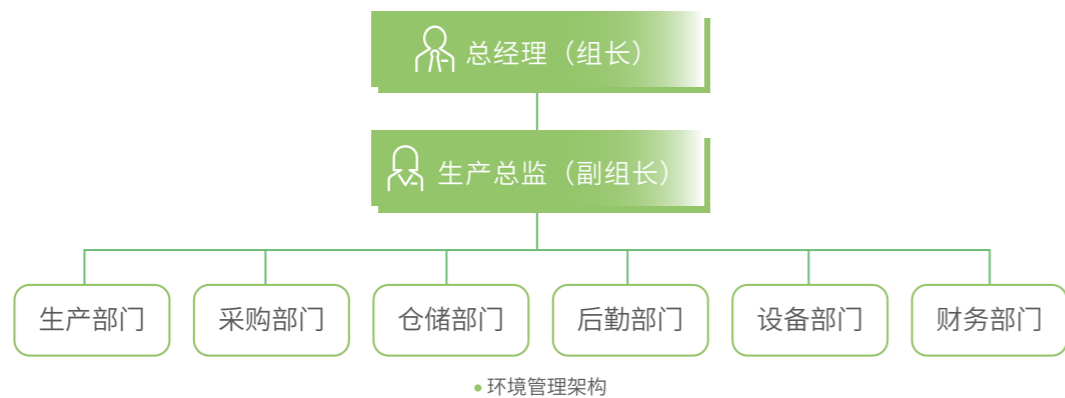 总经理（组长）
生产总监（副组长）
生产部门
采购部门
仓储部门
后勤部门
设备部门
财务部门
环境管理架构